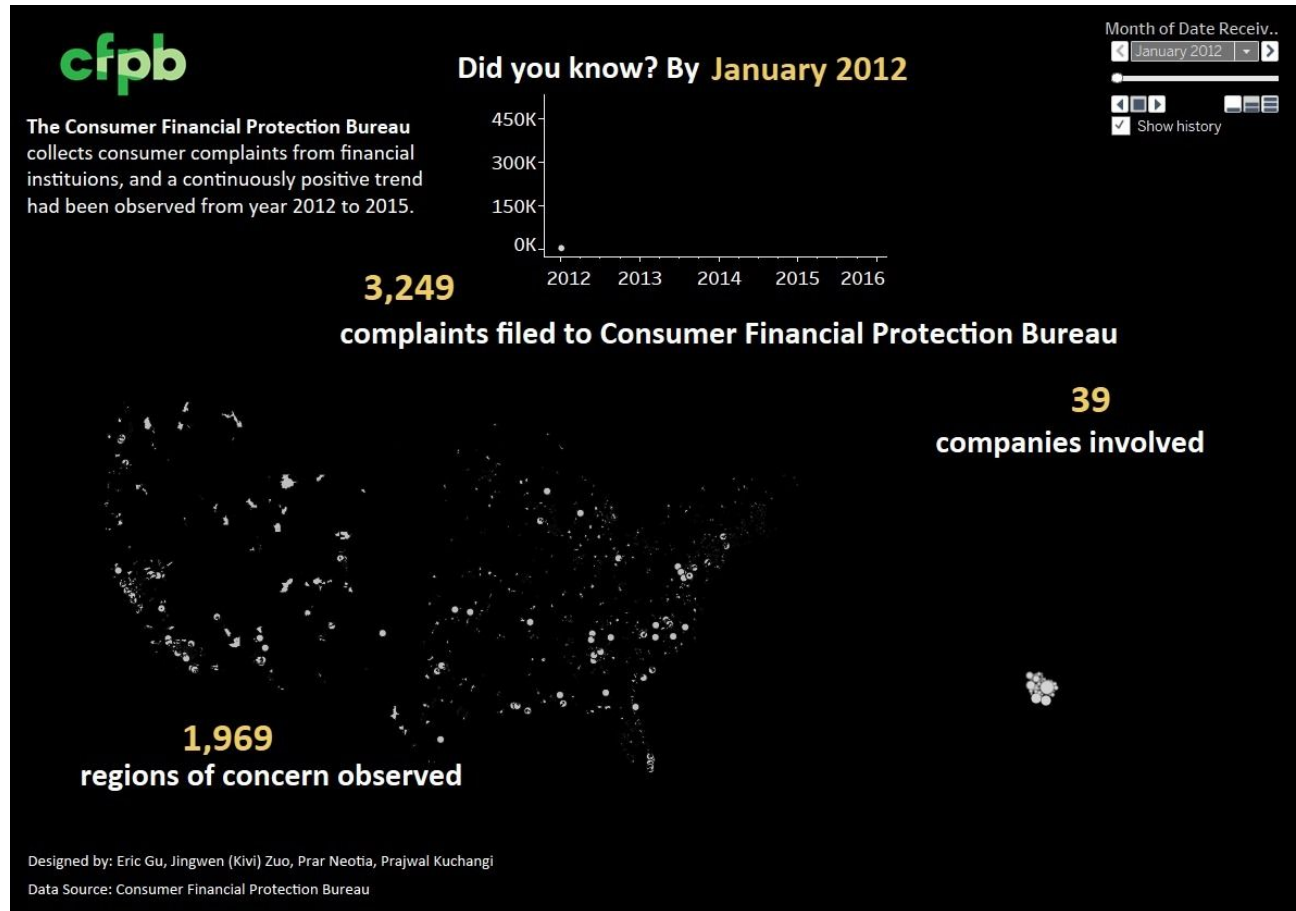 cfpb
The Consumer Financial Protection Bureau
collects consumer complaints from financial
instituions, and a continuously positive trend
had been observed from year 2012 to 2015.
Did you know? By January 2012
450K
300K
150K
0K
2012 2013 2014 2015 2016
Month of Date Receiv..
January 2012
Show history
3,249
complaints filed to Consumer Financial Protection Bureau
39
companies involved
1,969
regions of concern observed
Designed by: Eric Gu, Jingwen (Kivi) Zuo, Prar Neotia, Prajwal Kuchangi
Data Source: Consumer Financial Protection Bureau